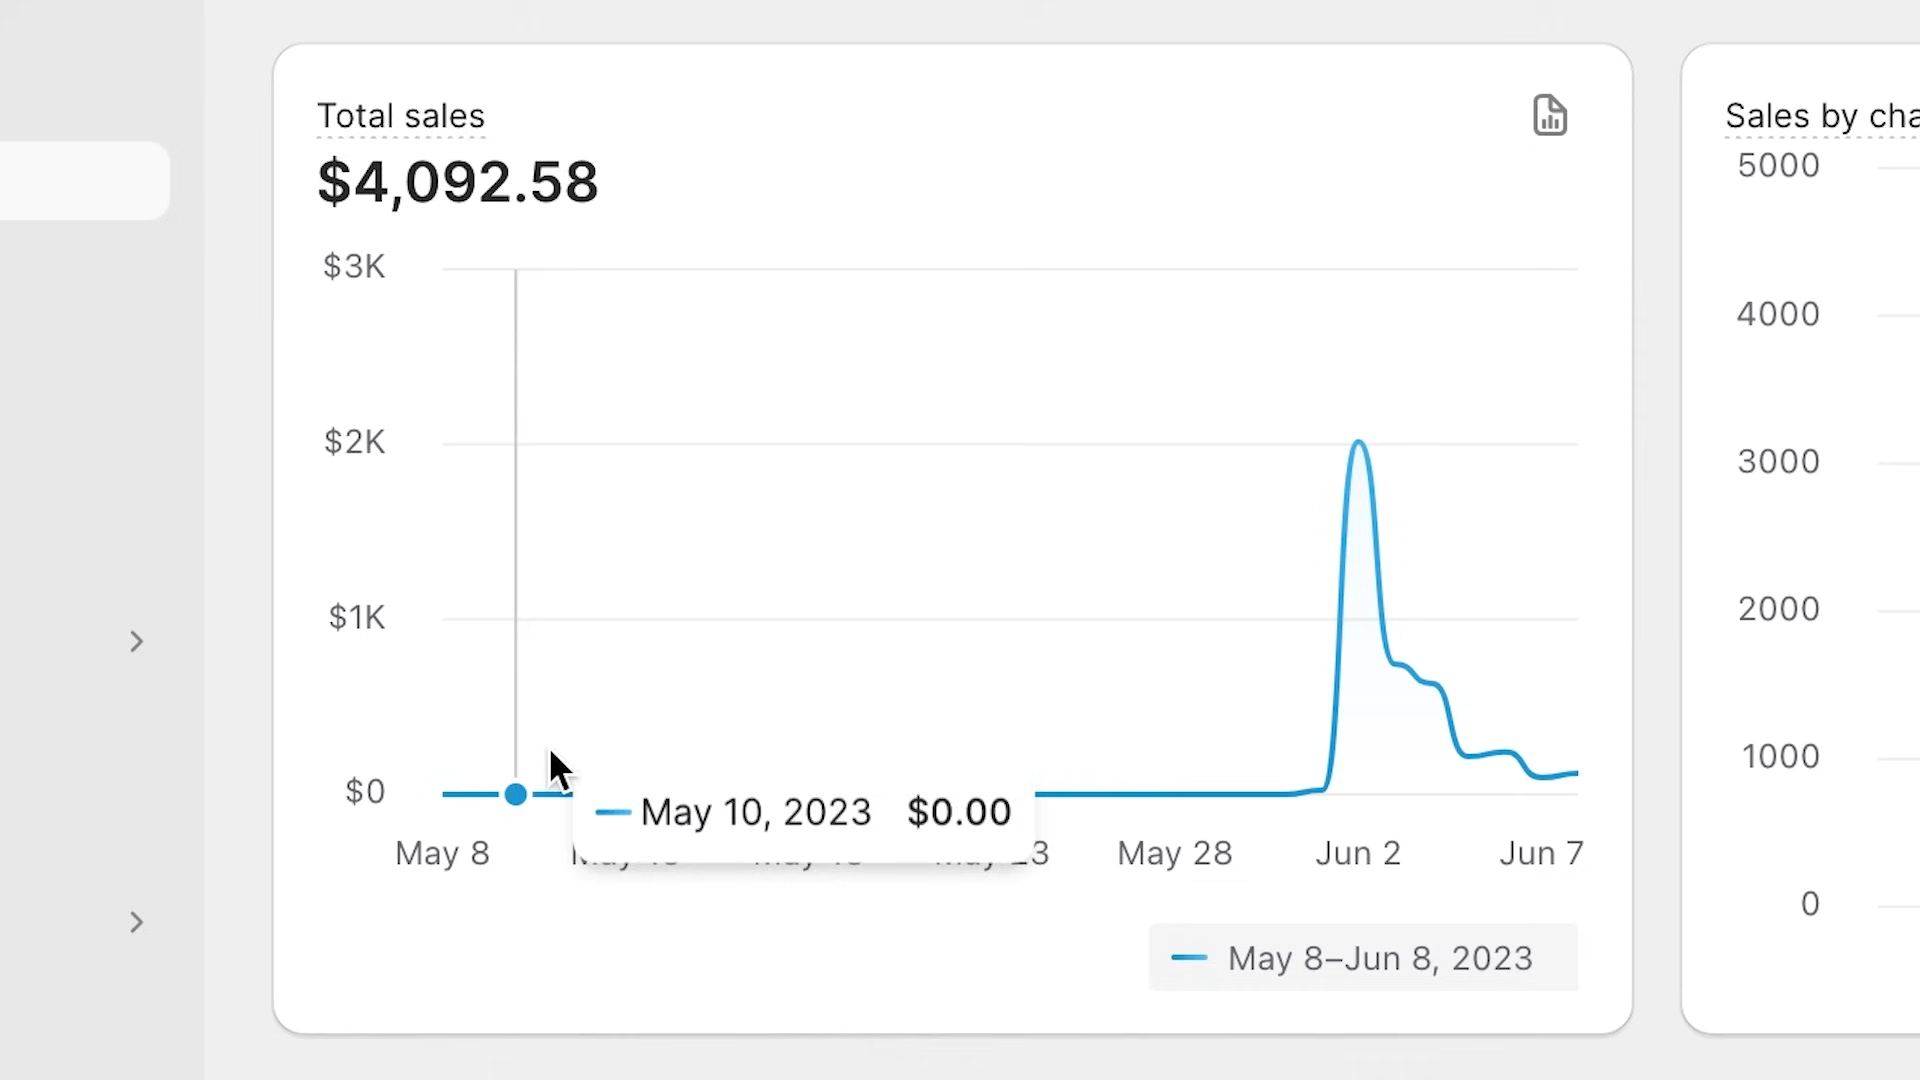 Total sales
$4,092.58
$3K
$2K
$1K
$0
May 10, 2023 $0.00
May 8
May 28
Jun 2
Jun 7
May 8–Jun 8, 2023
Sales by cha
5000
4000
3000
2000
1000
0